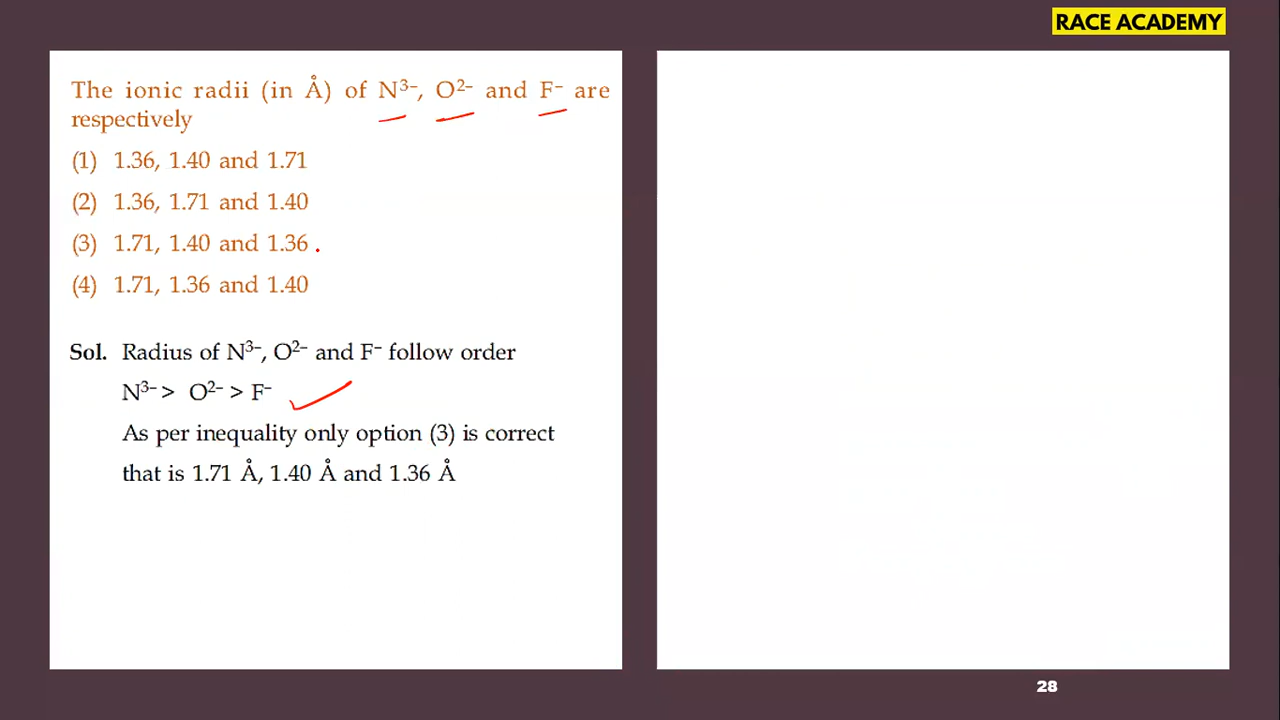 RACE ACADEMY
The ionic radii (in Å) of N³⁻, O²⁻ and F⁻ are
respectively
(1) 1.36, 1.40 and 1.71
(2) 1.36, 1.71 and 1.40
(3) 1.71, 1.40 and 1.36
(4) 1.71, 1.36 and 1.40
Sol. Radius of N³⁻, O²⁻ and F⁻ follow order
N³⁻ > O²⁻ > F⁻
As per inequality only option (3) is correct
that is 1.71 Å, 1.40 Å and 1.36 Å
28